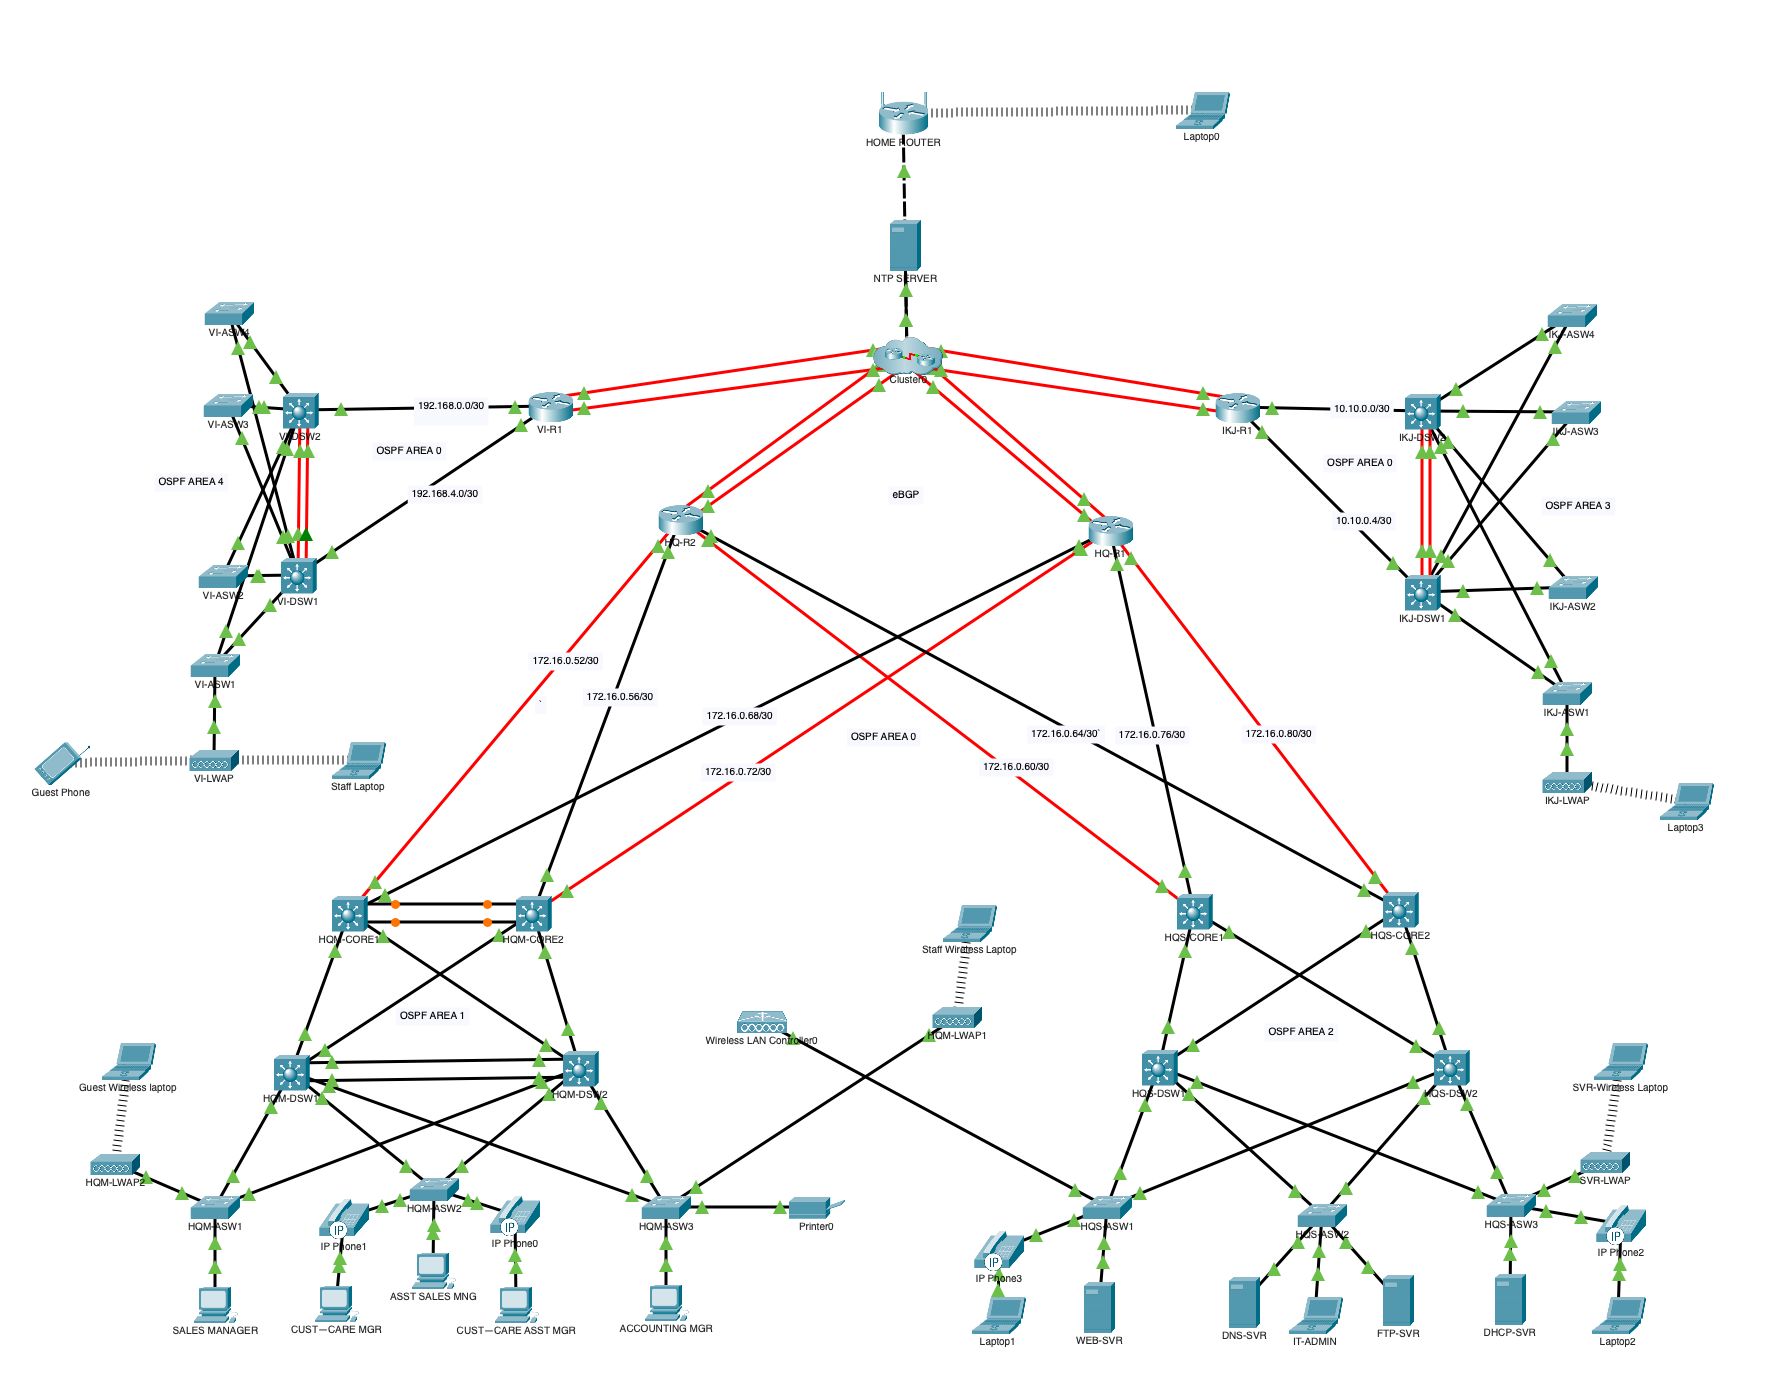 Laptop0
HOME ROUTER
NTP SERVER
VI-ASW4
IKJ-ASW4
Cluster0
192.168.0.0/30
10.10.0.0/30
VI-ASW3
VI-R1
IKJ-R1
IKJ-ASW3
VI-DSW2
IKJ-DSW2
OSPF AREA 0
OSPF AREA 0
OSPF AREA 4
192.168.4.0/30
eBGP
OSPF AREA 3
10.10.0.4/30
HQ-R2
HQ-R1
VI-ASW2
VI-DSW1
IKJ-DSW1
IKJ-ASW2
172.16.0.52/30
VI-ASW1
172.16.0.56/30
`
IKJ-ASW1
172.16.0.68/30
OSPF AREA 0
172.16.0.64/30`
172.16.0.76/30
172.16.0.80/30
172.16.0.72/30
172.16.0.60/30
VI-LWAP
Guest Phone
Staff Laptop
IKJ-LWAP
Laptop3
HQM-CORE1
HQM-CORE2
HQS-CORE1
HQS-CORE2
Staff Wireless Laptop
OSPF AREA 1
OSPF AREA 2
Wireless LAN Controller0
HQM-LWAP1
Guest Wireless laptop
SVR-Wireless Laptop
HQM-DSW1
HQM-DSW2
HQS-DSW1
HQS-DSW2
HQM-LWAP2
SVR-LWAP
HQM-ASW1
HQM-ASW2
HQM-ASW3
Printer0
HQS-ASW1
HQS-ASW2
HQS-ASW3
IP
IP Phone1
IP
IP Phone0
IP
IP Phone3
IP
IP Phone2
ASST SALES MNG
SALES MANAGER
CUST—CARE MGR
CUST—CARE ASST MGR
ACCOUNTING MGR
Laptop1
WEB-SVR
DNS-SVR
IT-ADMIN
FTP-SVR
DHCP-SVR
Laptop2